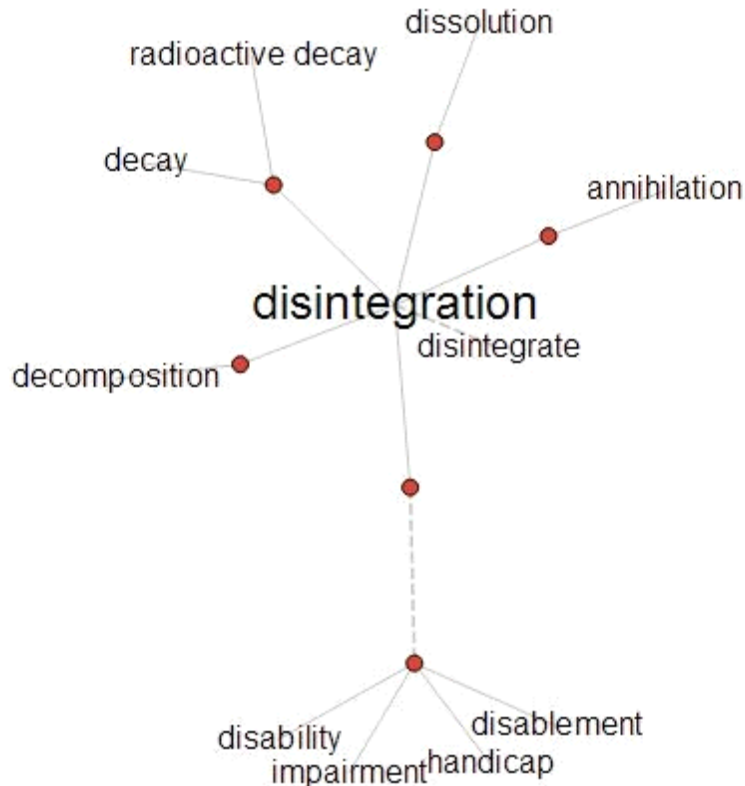 dissolution
radioactive decay
decay
annihilation
disintegration
disintegrate
decomposition
disablement
disability
handicap
impairment